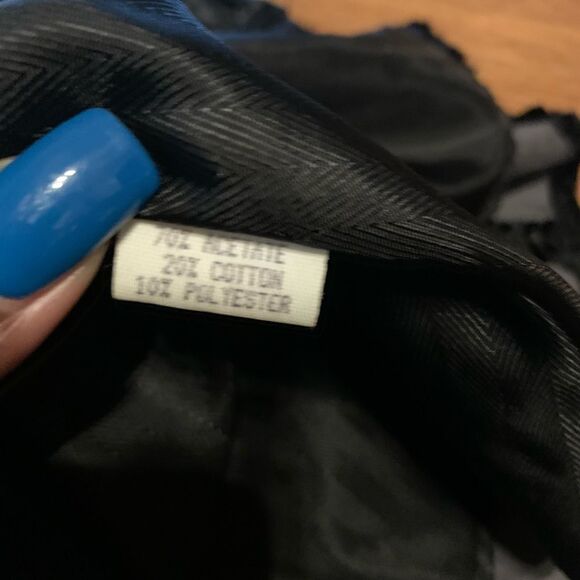 70% ACETATE
20% COTTON
10% POLYESTER